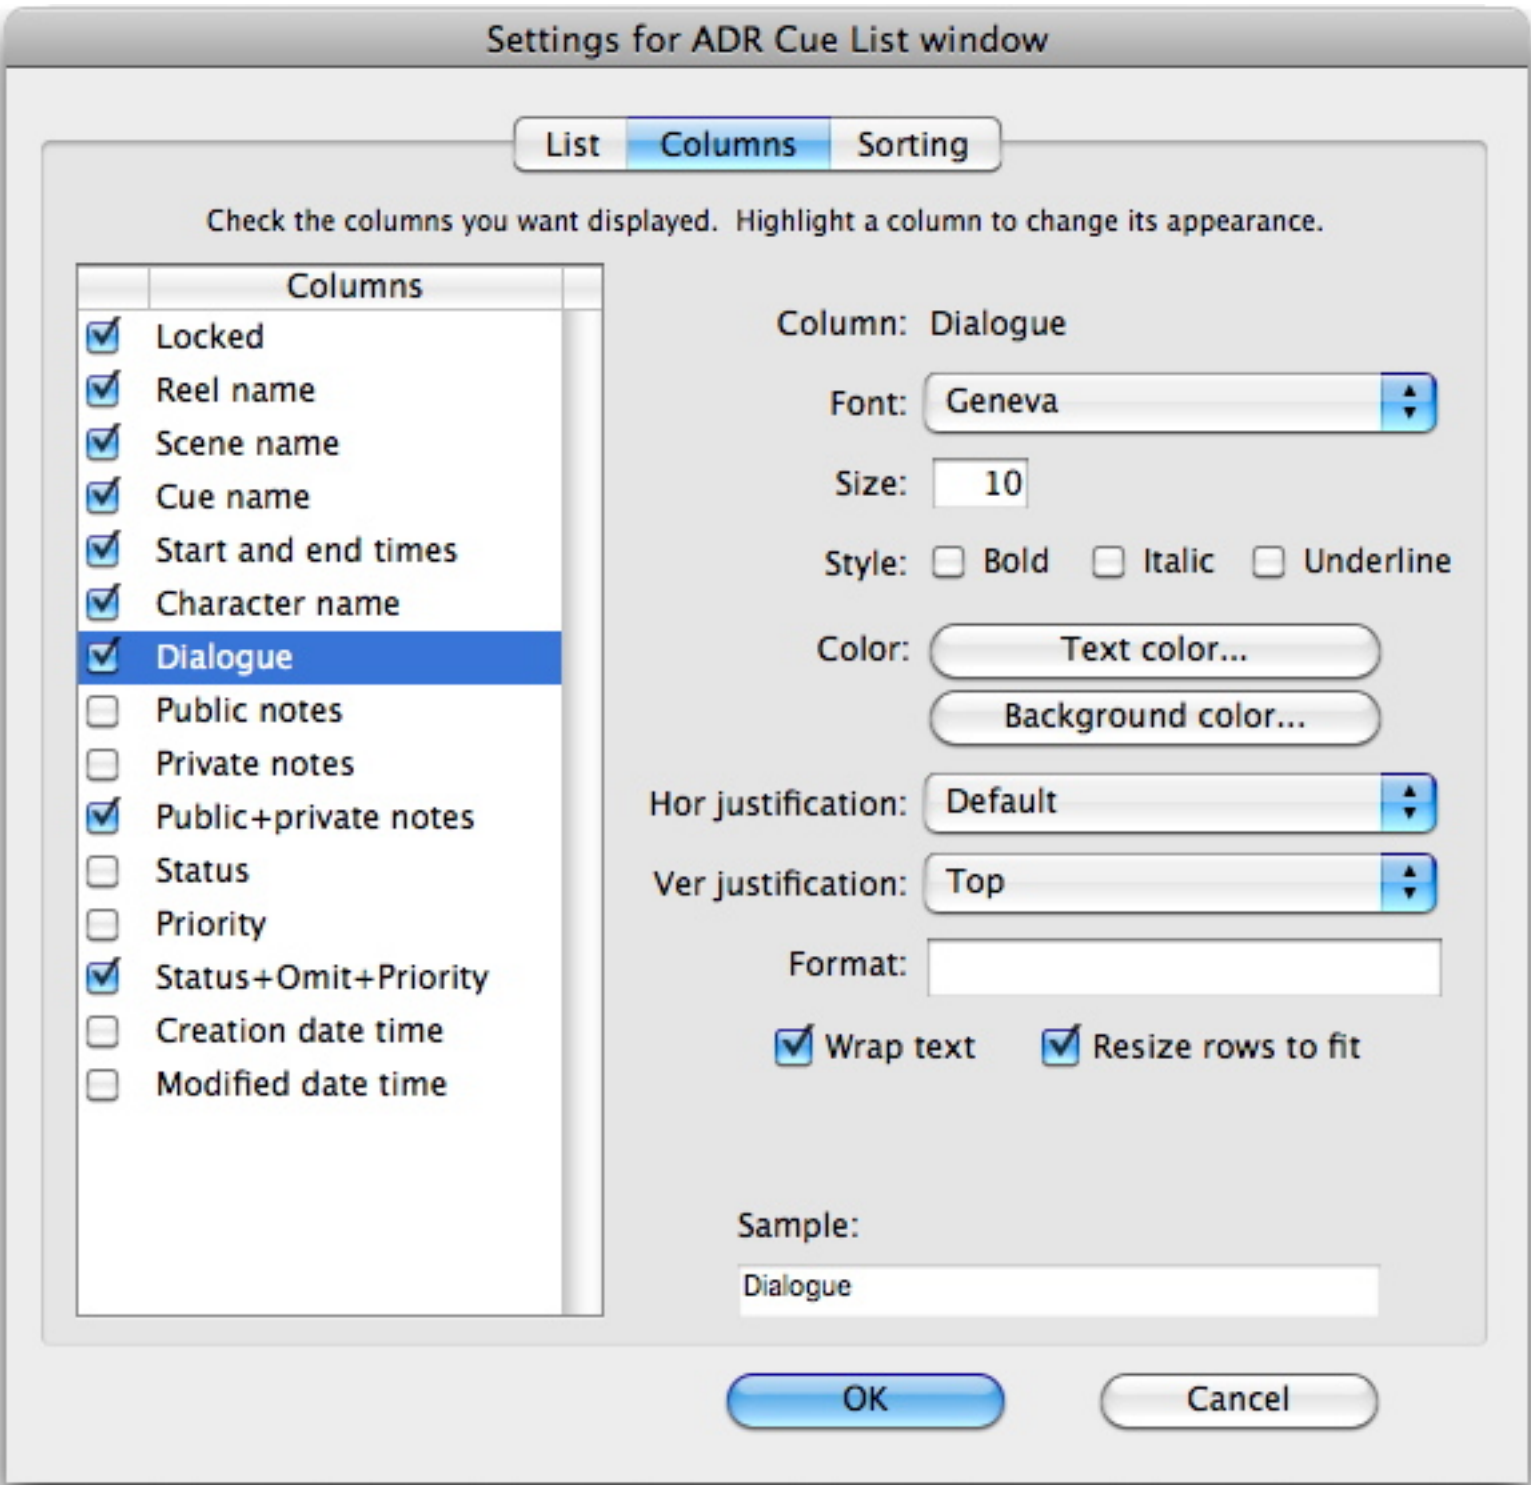 Settings for ADR Cue List window
List Columns Sorting
Check the columns you want displayed. Highlight a column to change its appearance.
Columns
Locked
Reel name
Scene name
Cue name
Start and end times
Character name
Dialogue
Public notes
Private notes
Public+private notes
Status
Priority
Status+Omit+Priority
Creation date time
Modified date time
Column: Dialogue
Font: Geneva
Size: 10
Style: Bold Italic Underline
Color: Text color...
Background color...
Hor justification: Default
Ver justification: Top
Format:
Wrap text Resize rows to fit
Sample:
Dialogue
OK Cancel